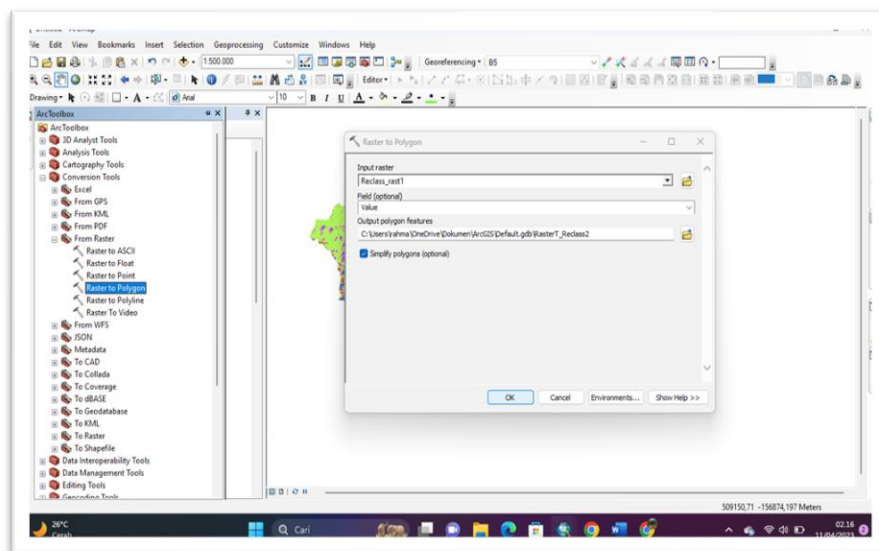 File Edit View Bookmarks Insert Selection Geoprocessing Customize Windows Help
1:500.000
Georeferencing
B5
Editor
Drawing
Arial
10
B I U A
ArcToolbox
ArcToolbox
3D Analyst Tools
Analysis Tools
Cartography Tools
Conversion Tools
Excel
From GPS
From KML
From PDF
From Raster
Raster to ASCII
Raster to Float
Raster to Point
Raster to Polygon
Raster to Polyline
Raster To Video
From WFS
JSON
Metadata
To CAD
To Collada
To Coverage
To dBASE
To Geodatabase
To KML
To Raster
To Shapefile
Data Interoperability Tools
Data Management Tools
Editing Tools
Geocoding Tools
Raster to Polygon
Input raster
Reclass_rast1
Field (optional)
Value
Output polygon features
C:\Users\rahma\OneDrive\Dokumen\ArcGIS\Default.gdb\RasterT_Reclass2
Simplify polygons (optional)
OK Cancel Environments... Show Help >>
509150,71 -156874,197 Meters
26°C
Cerah
Cari
02.16
11/04/2023
2